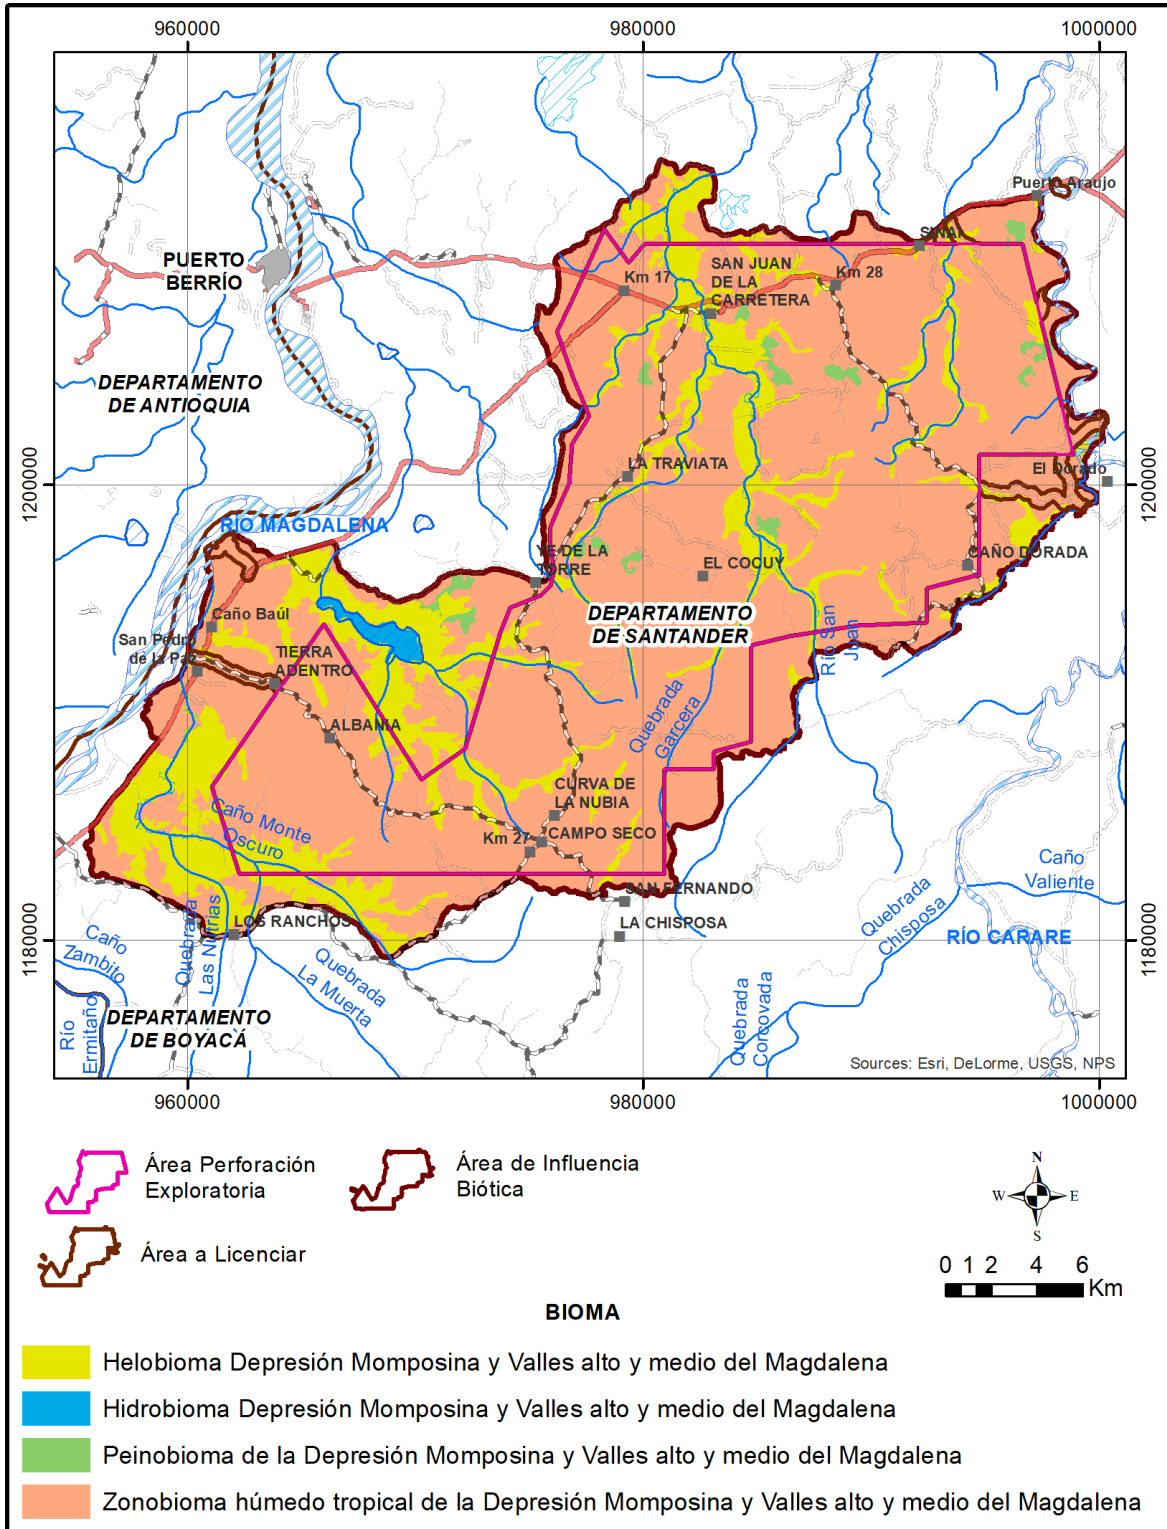 960000
980000
1000000
Puerto Araujo
SINAÍ
PUERTO
BERRÍO
SAN JUAN
DE LA
CARRETERA
Km 17
Km 28
DEPARTAMENTO
DE ANTIOQUIA
1200000
1200000
LA TRAVIATA
El Dorado
RÍO MAGDALENA
YE DE LA
TORRE
EL COCUY
CAÑO DORADA
Caño Baúl
DEPARTAMENTO
DE SANTANDER
San Pedro
de la Paz
TIERRA
ADENTRO
Río San
Juan
ALBANIA
Quebrada
Garcera
CURVA DE
LA NUBIA
Caño Monte
Oscuro
Km 27
CAMPO SECO
Caño
Valiente
SAN FERNANDO
Quebrada
Chisposa
LOS RANCHOS
LA CHISPOSA
RÍO CARARE
1180000
1180000
Caño
Zambito
Quebrada
Las Nutrias
Quebrada
La Muerta
DEPARTAMENTO
DE BOYACÁ
Río
Ermitaño
Quebrada
Corcovada
Sources: Esri, DeLorme, USGS, NPS
960000
980000
1000000
Área Perforación
Exploratoria
Área de Influencia
Biótica
Área a Licenciar
N
W
E
S
0 1 2 4 6
Km
BIOMA
Helobioma Depresión Momposina y Valles alto y medio del Magdalena
Hidrobioma Depresión Momposina y Valles alto y medio del Magdalena
Peinobioma de la Depresión Momposina y Valles alto y medio del Magdalena
Zonobioma húmedo tropical de la Depresión Momposina y Valles alto y medio del Magdalena